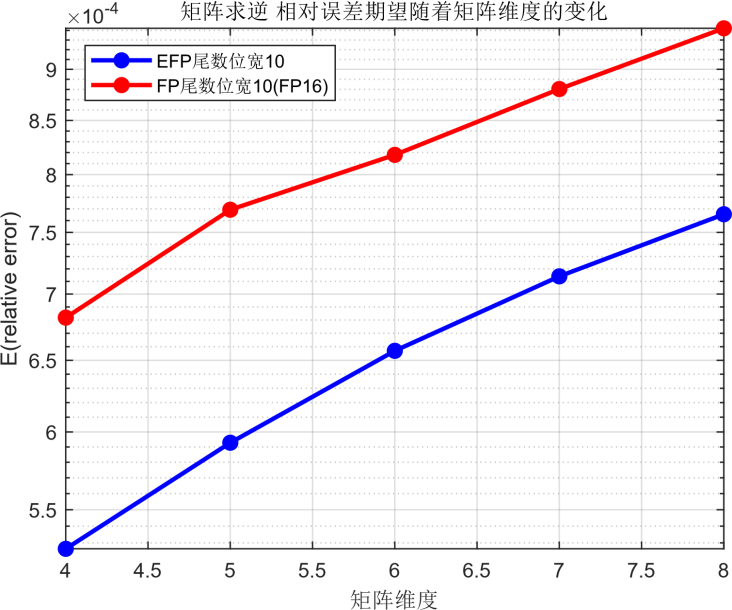 矩阵求逆 相对误差期望随着矩阵维度的变化
×10⁻⁴
EFP尾数位宽10
FP尾数位宽10(FP16)
E(relative error)
9
8.5
8
7.5
7
6.5
6
5.5
4 4.5 5 5.5 6 6.5 7 7.5 8
矩阵维度